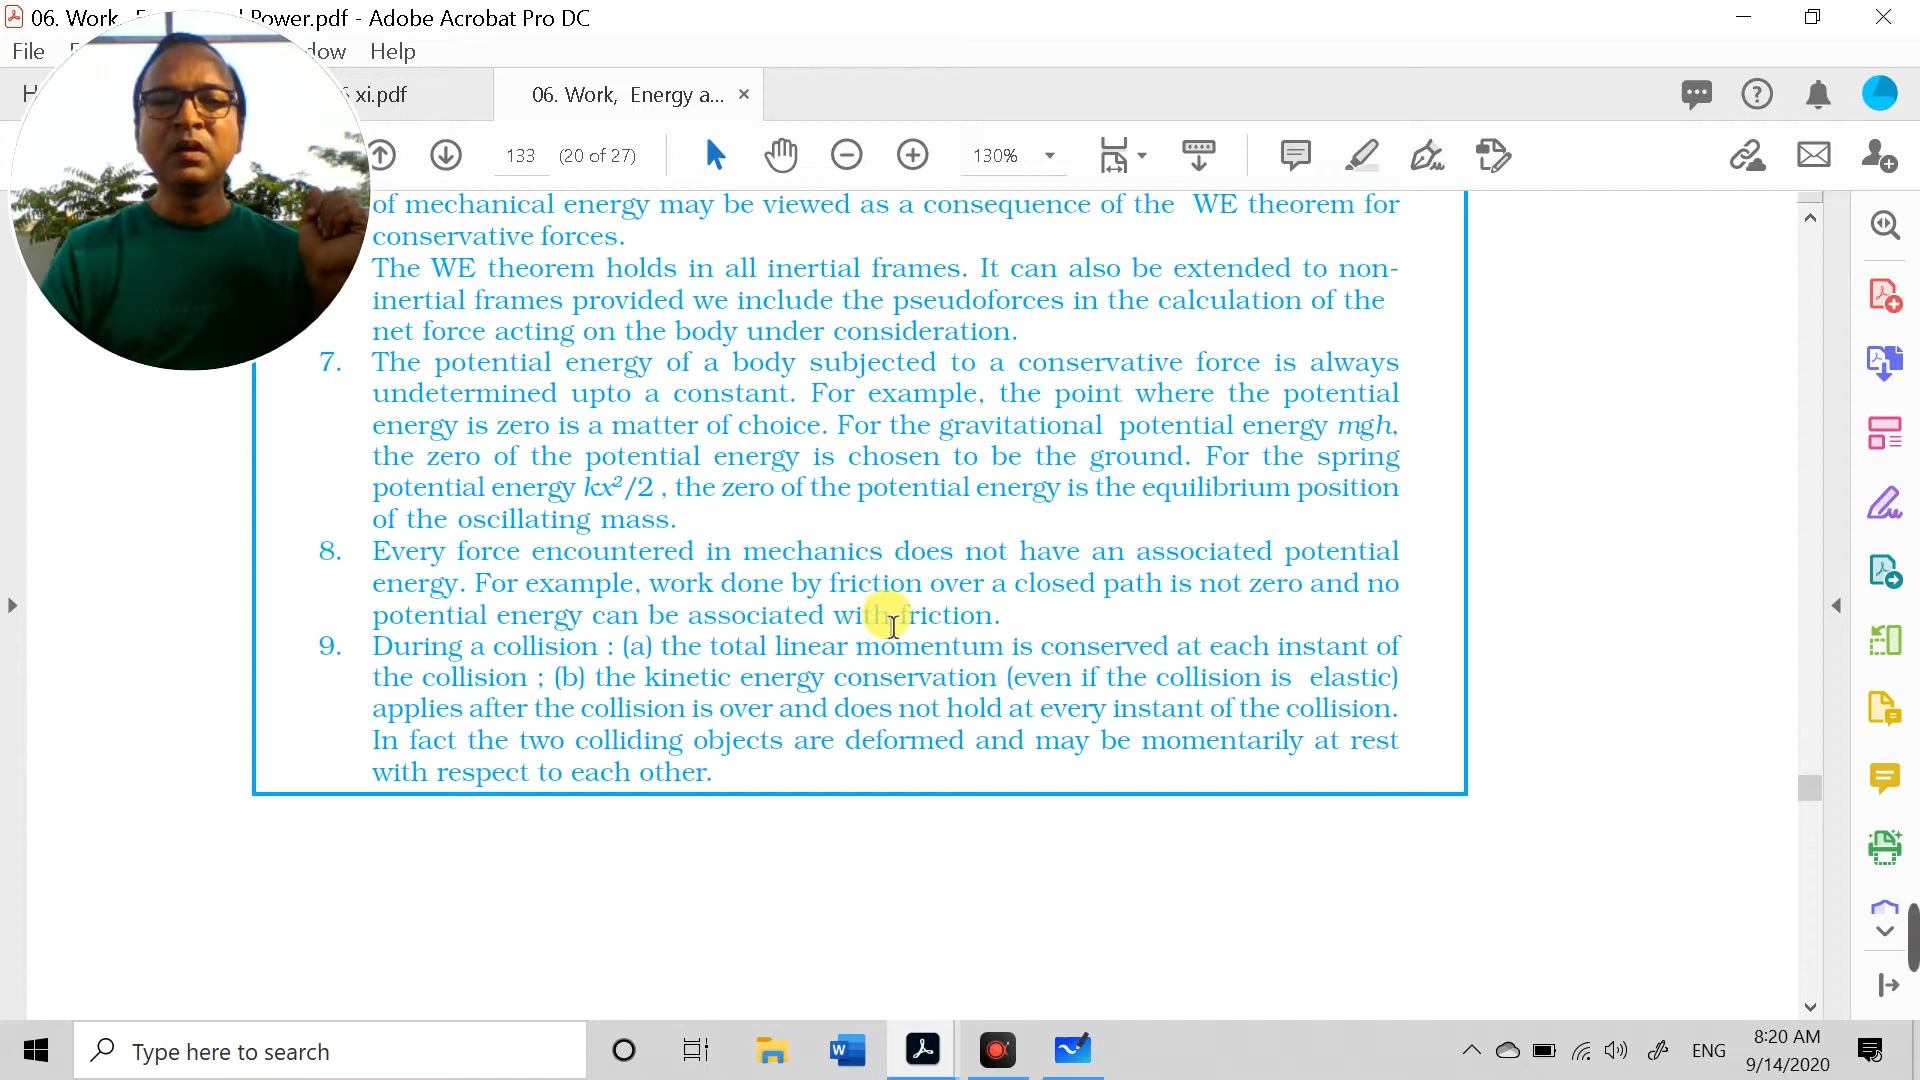 06. Work, E Power.pdf - Adobe Acrobat Pro DC
File dow Help
xi.pdf
06. Work, Energy a...
133 (20 of 27) 130%
of mechanical energy may be viewed as a consequence of the WE theorem for
conservative forces.
The WE theorem holds in all inertial frames. It can also be extended to non-
inertial frames provided we include the pseudoforces in the calculation of the
net force acting on the body under consideration.
7. The potential energy of a body subjected to a conservative force is always
undetermined upto a constant. For example, the point where the potential
energy is zero is a matter of choice. For the gravitational potential energy mgh,
the zero of the potential energy is chosen to be the ground. For the spring
potential energy kx²/2 , the zero of the potential energy is the equilibrium position
of the oscillating mass.
8. Every force encountered in mechanics does not have an associated potential
energy. For example, work done by friction over a closed path is not zero and no
potential energy can be associated with friction.
9. During a collision : (a) the total linear momentum is conserved at each instant of
the collision ; (b) the kinetic energy conservation (even if the collision is elastic)
applies after the collision is over and does not hold at every instant of the collision.
In fact the two colliding objects are deformed and may be momentarily at rest
with respect to each other.
Type here to search
W
ENG
8:20 AM
9/14/2020